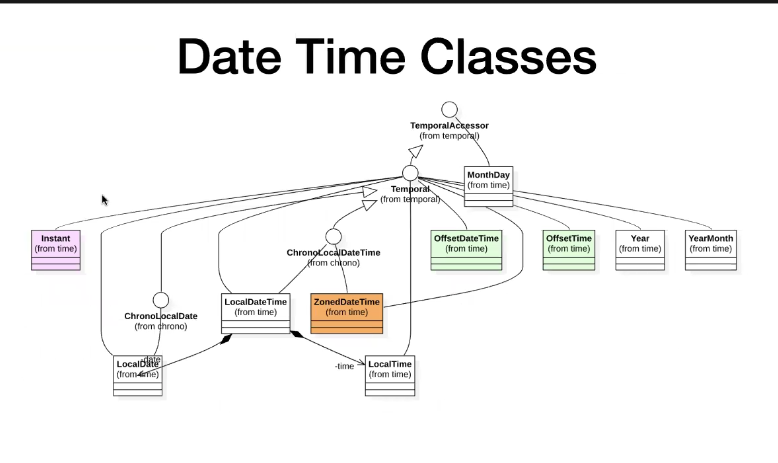 Date Time Classes
TemporalAccessor
(from temporal)
MonthDay
(from time)
Temporal
(from temporal)
Instant
(from time)
ChronoLocalDateTime
(from chrono)
OffsetDateTime
(from time)
OffsetTime
(from time)
Year
(from time)
YearMonth
(from time)
ChronoLocalDate
(from chrono)
LocalDateTime
(from time)
ZonedDateTime
(from time)
-date
LocalDate
(from time)
-time
LocalTime
(from time)